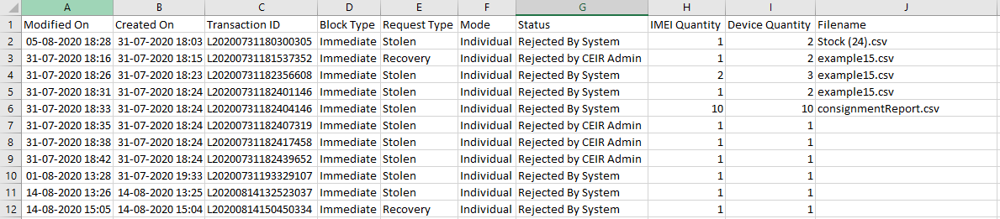 A B C D E F G H I J
1 Modified On Created On Transaction ID Block Type Request Type Mode Status IMEI Quantity Device Quantity Filename
2 05-08-2020 18:28 31-07-2020 18:03 L20200731180300305 Immediate Stolen Individual Rejected By System 1 2 Stock (24).csv
3 31-07-2020 18:16 31-07-2020 18:15 L20200731181537352 Immediate Recovery Individual Rejected by CEIR Admin 1 2 example15.csv
4 31-07-2020 18:26 31-07-2020 18:23 L20200731182356608 Immediate Stolen Individual Rejected By System 2 3 example15.csv
5 31-07-2020 18:31 31-07-2020 18:24 L20200731182401146 Immediate Stolen Individual Rejected By System 1 2 example15.csv
6 31-07-2020 18:33 31-07-2020 18:24 L20200731182404146 Immediate Stolen Individual Rejected By System 10 10 consignmentReport.csv
7 31-07-2020 18:35 31-07-2020 18:24 L20200731182407319 Immediate Stolen Individual Rejected by CEIR Admin 1 1
8 31-07-2020 18:38 31-07-2020 18:24 L20200731182417458 Immediate Stolen Individual Rejected by CEIR Admin 1 1
9 31-07-2020 18:42 31-07-2020 18:24 L20200731182439652 Immediate Stolen Individual Rejected by CEIR Admin 1 1
10 01-08-2020 13:28 31-07-2020 19:33 L20200731193329107 Immediate Stolen Individual Rejected By System 1 1
11 14-08-2020 13:26 14-08-2020 13:25 L20200814132523037 Immediate Stolen Individual Rejected By System 1 1
12 14-08-2020 15:05 14-08-2020 15:04 L20200814150450334 Immediate Recovery Individual Rejected By System 1 1